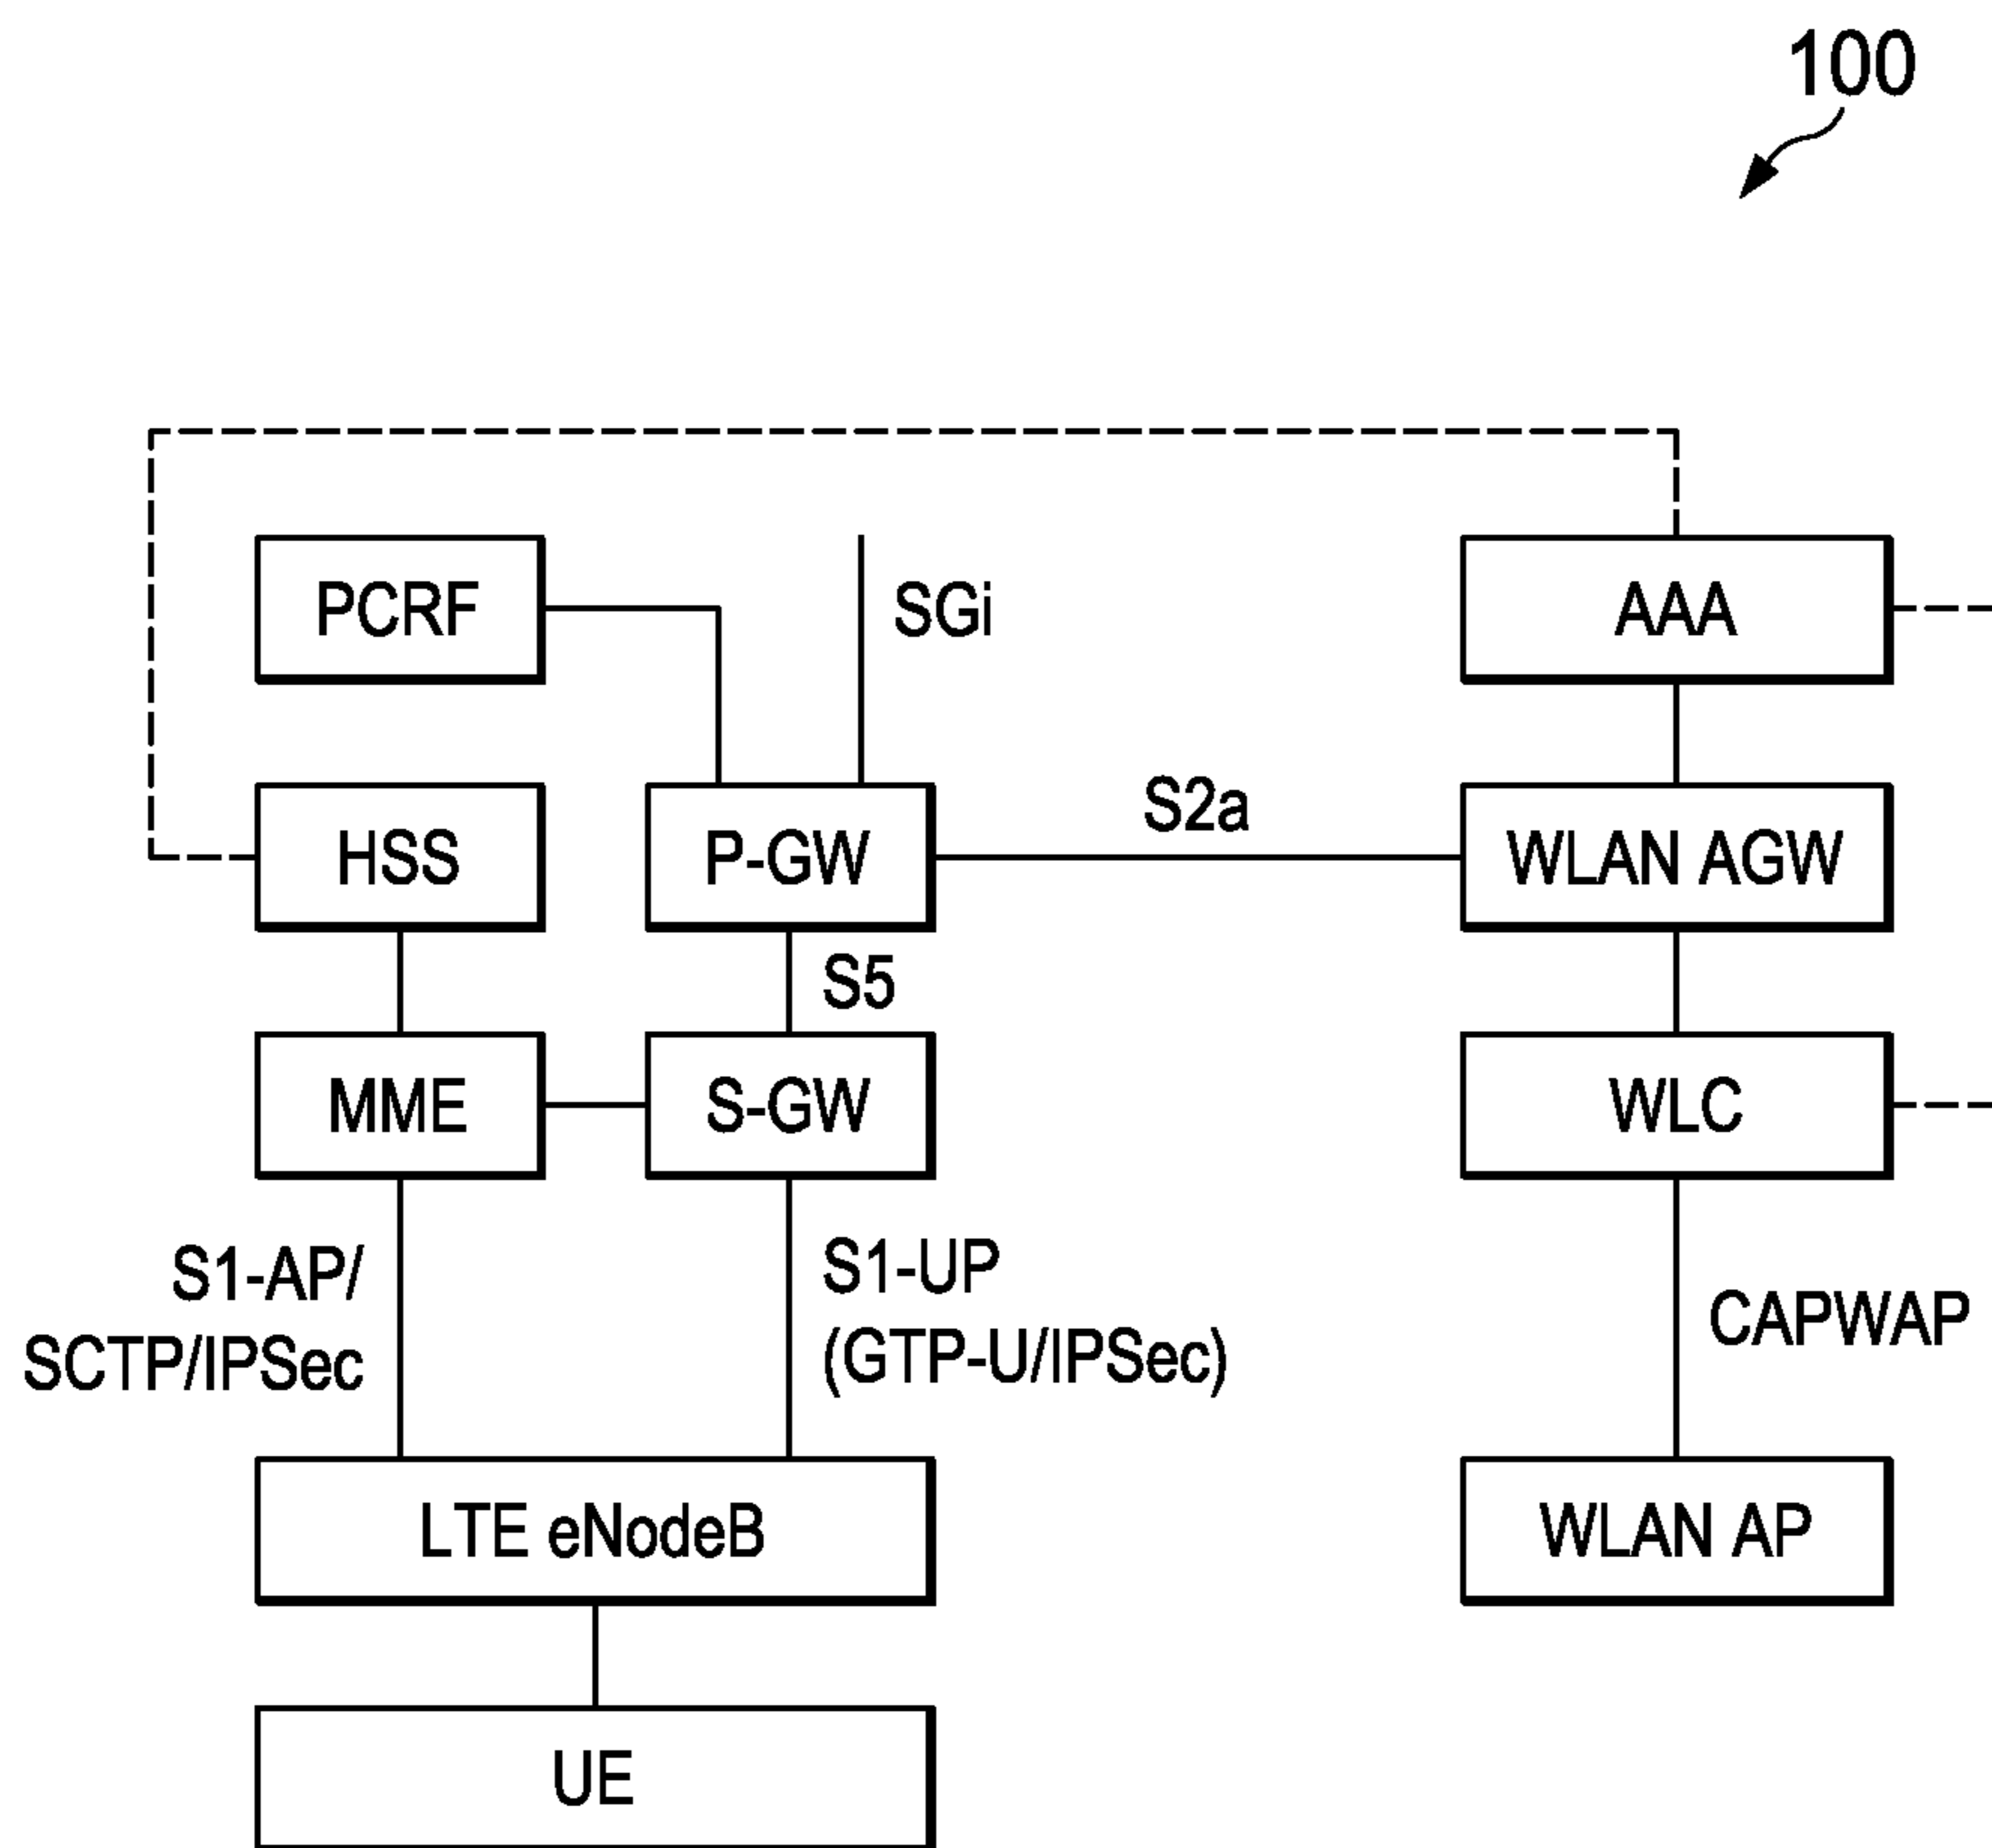 100
PCRF
SGi
AAA
HSS
P-GW
S2a
WLAN AGW
S5
MME
S-GW
WLC
S1-AP/
SCTP/IPSec
S1-UP
(GTP-U/IPSec)
CAPWAP
LTE eNodeB
WLAN AP
UE